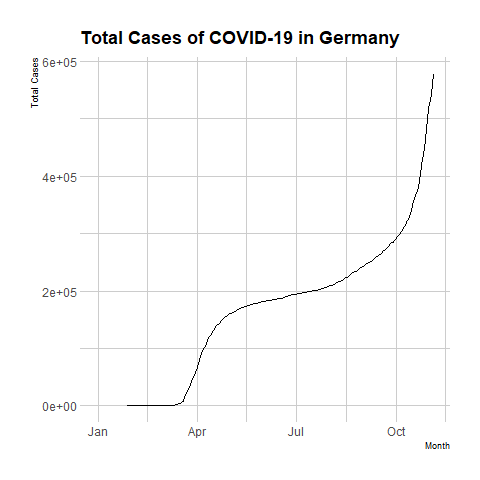 Total Cases of COVID-19 in Germany
Total Cases
6e+05
4e+05
2e+05
0e+00
Jan Apr Jul Oct
Month